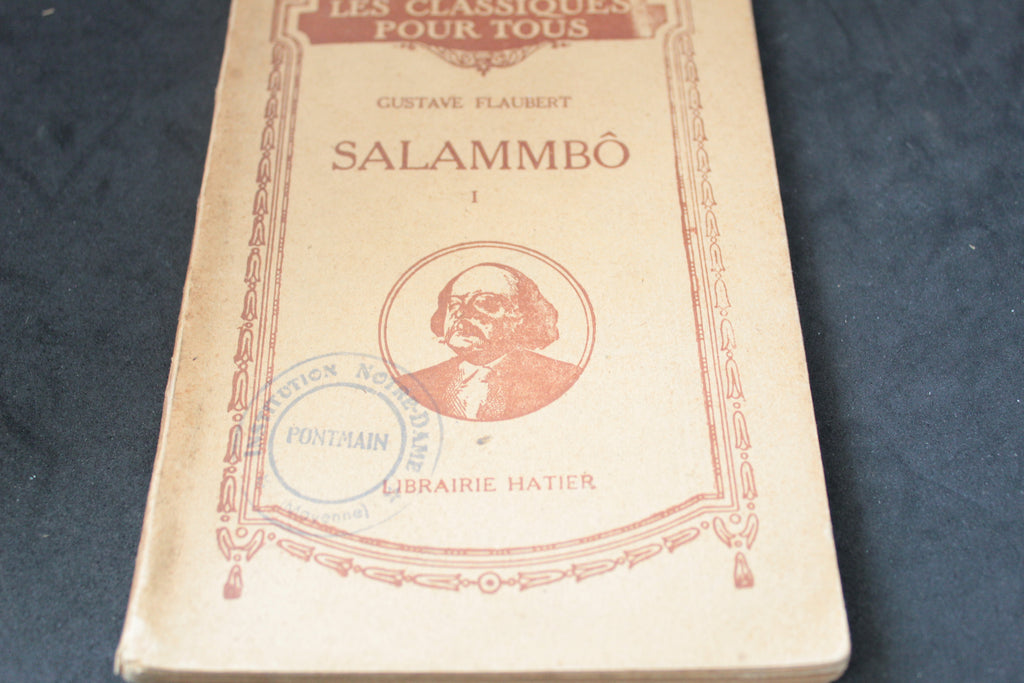 LES CLASSIQUES
POUR TOUS
GUSTAVE FLAUBERT
SALAMMBÔ
I
INSTITUTION NOTRE-DAME
PONTMAIN
(Mayenne)
LIBRAIRIE HATIER